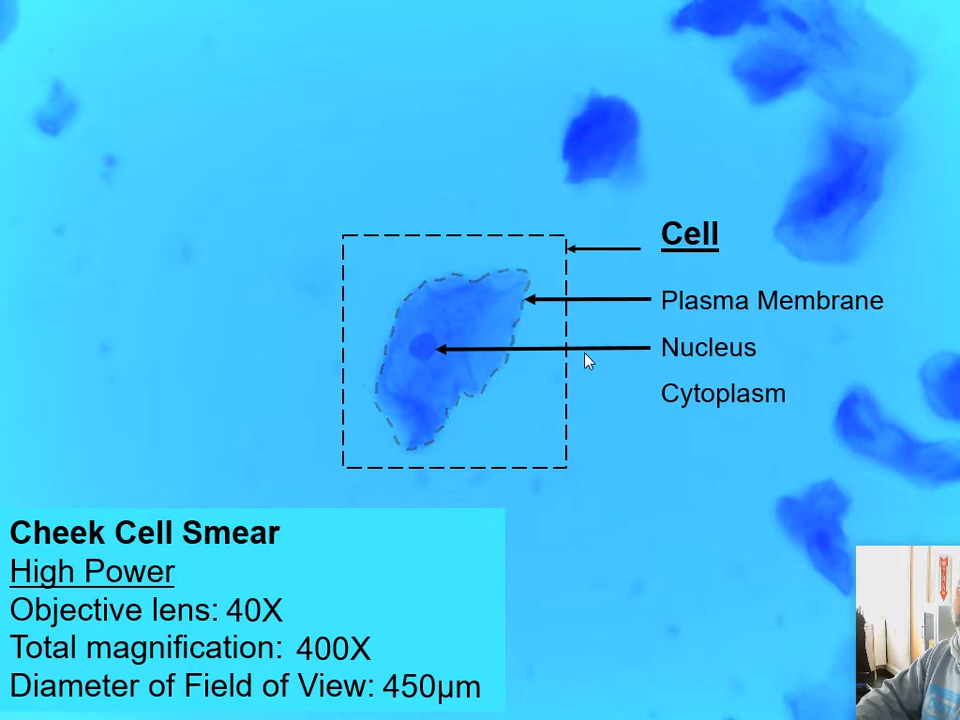 Cell
Plasma Membrane
Nucleus
Cytoplasm
Cheek Cell Smear
High Power
Objective lens: 40X
Total magnification: 400X
Diameter of Field of View: 450µm